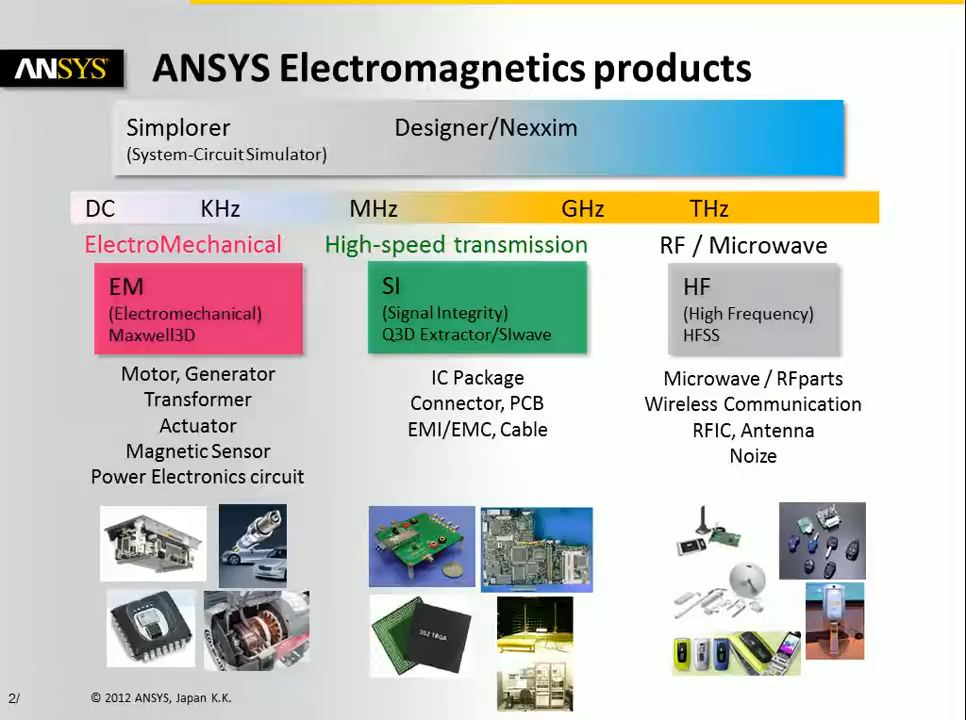 ANSYS
ANSYS Electromagnetics products
Simplorer
(System-Circuit Simulator)
Designer/Nexxim
DC KHz MHz GHz THz
ElectroMechanical
High-speed transmission
RF / Microwave
EM
(Electromechanical)
Maxwell3D
SI
(Signal Integrity)
Q3D Extractor/SIwave
HF
(High Frequency)
HFSS
Motor, Generator
Transformer
Actuator
Magnetic Sensor
Power Electronics circuit
IC Package
Connector, PCB
EMI/EMC, Cable
Microwave / RFparts
Wireless Communication
RFIC, Antenna
Noize
352 TBGA
2/
© 2012 ANSYS, Japan K.K.